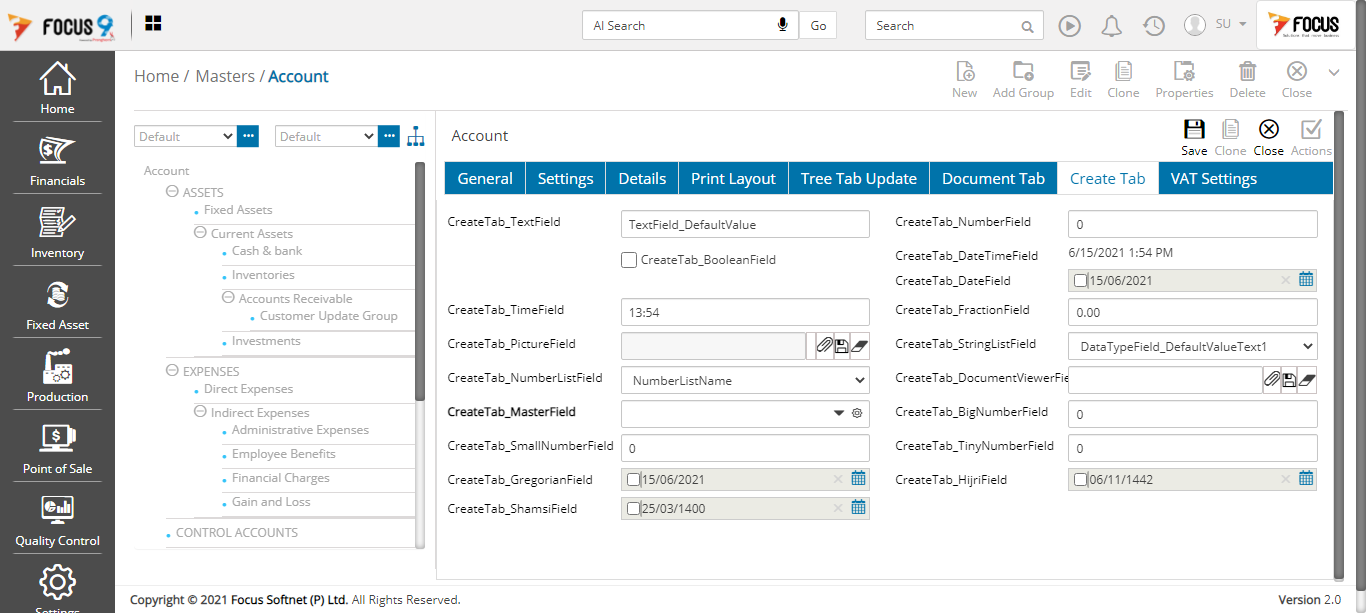 FOCUS 9
AI Search
Go
Search
SU
FOCUS
Home
Financials
Inventory
Fixed Asset
Production
Point of Sale
Quality Control
Settings
Home / Masters / Account
New
Add Group
Edit
Clone
Properties
Delete
Close
Default
Default
Account
ASSETS
Fixed Assets
Current Assets
Cash & bank
Inventories
Accounts Receivable
Customer Update Group
Investments
EXPENSES
Direct Expenses
Indirect Expenses
Administrative Expenses
Employee Benefits
Financial Charges
Gain and Loss
CONTROL ACCOUNTS
Account
Save
Clone
Close
Actions
General
Settings
Details
Print Layout
Tree Tab Update
Document Tab
Create Tab
VAT Settings
CreateTab_TextField
TextField_DefaultValue
CreateTab_NumberField
0
CreateTab_BooleanField
CreateTab_DateTimeField
6/15/2021 1:54 PM
CreateTab_DateField
15/06/2021
CreateTab_TimeField
13:54
CreateTab_FractionField
0.00
CreateTab_PictureField
CreateTab_StringListField
DataTypeField_DefaultValueText1
CreateTab_NumberListField
NumberListName
CreateTab_DocumentViewerFie
CreateTab_MasterField
CreateTab_BigNumberField
0
CreateTab_SmallNumberField
0
CreateTab_TinyNumberField
0
CreateTab_GregorianField
15/06/2021
CreateTab_HijriField
06/11/1442
CreateTab_ShamsiField
25/03/1400
Copyright © 2021 Focus Softnet (P) Ltd. All Rights Reserved.
Version 2.0